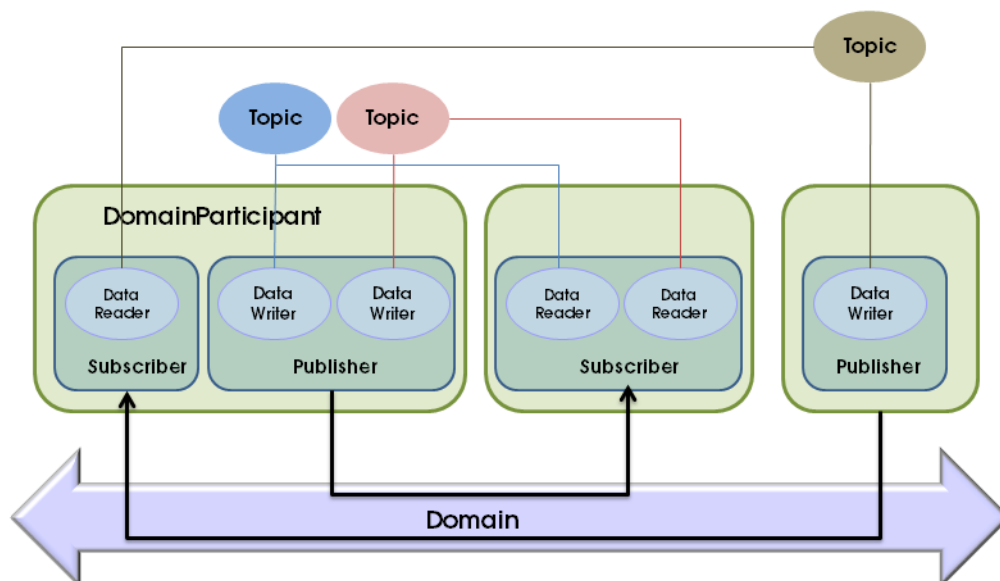 Topic
Topic
Topic
DomainParticipant
Data
Reader
Data
Writer
Data
Writer
Data
Reader
Data
Reader
Data
Writer
Subscriber
Publisher
Subscriber
Publisher
Domain